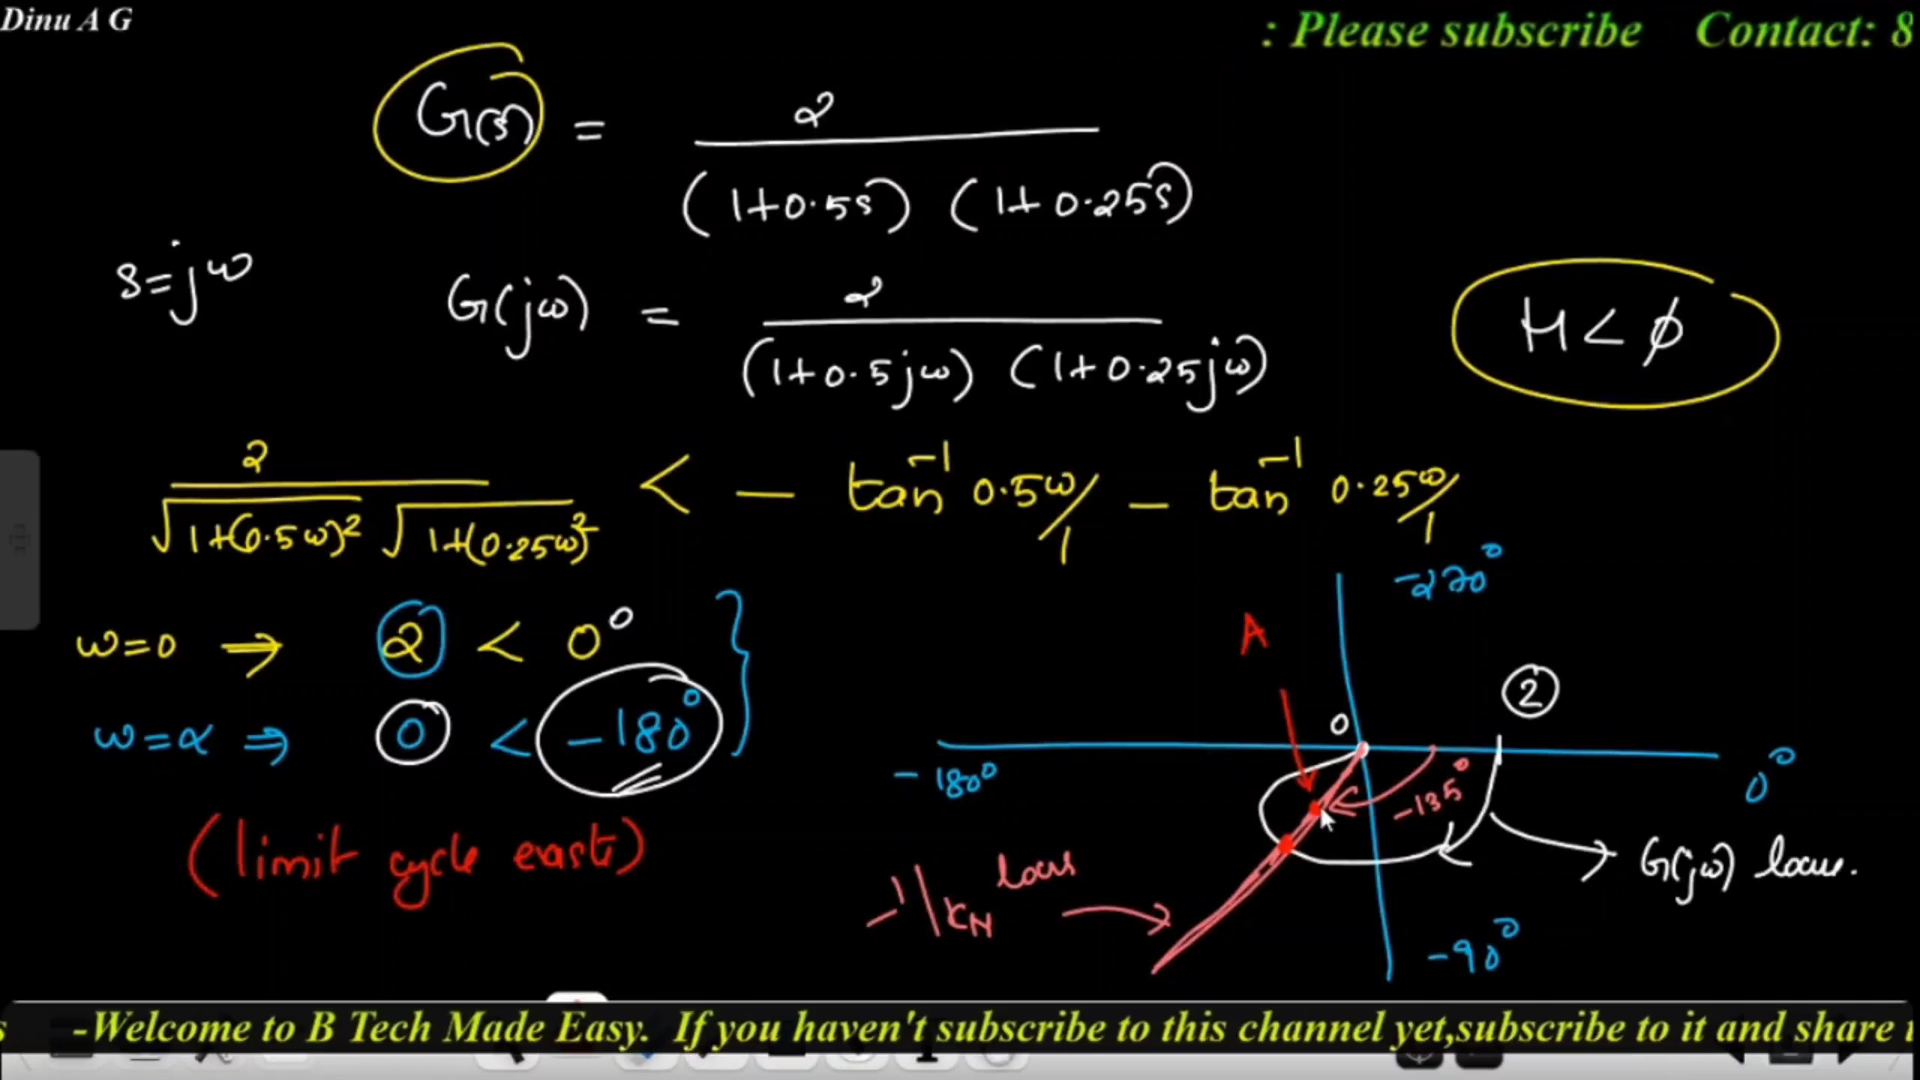 Dinu A G
: Please subscribe Contact: 8
G(s) = 2 / (1+0.5s) (1+0.25s)
s=jω
G(jω) = 2 / (1+0.5jω) (1+0.25jω)
M<ϕ
2 / √1+(0.5ω)² √1+(0.25ω)² < - tan⁻¹ 0.5ω/1 - tan⁻¹ 0.25ω/1
ω=0 ⇒ 2 < 0°
ω=α ⇒ 0 < -180°
(limit cycle exists)
-270°
A
0
2
-180°
0°
-135°
G(jω) locus.
-1/KN locus
-90°
s -Welcome to B Tech Made Easy. If you haven't subscribe to this channel yet,subscribe to it and share